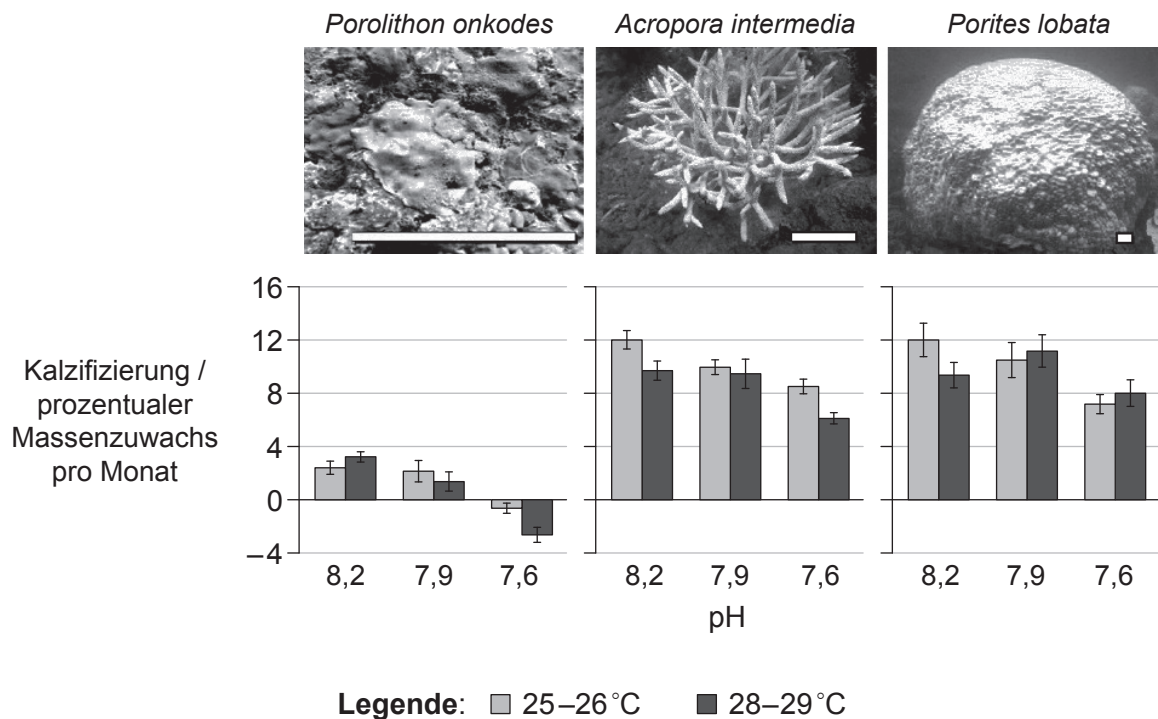 Porolithon onkodes
Acropora intermedia
Porites lobata
Kalzifizierung /
prozentualer
Massenzuwachs
pro Monat
16
12
8
4
0
–4
8,2 7,9 7,6
8,2 7,9 7,6
8,2 7,9 7,6
pH
Legende: 25–26 °C 28–29 °C